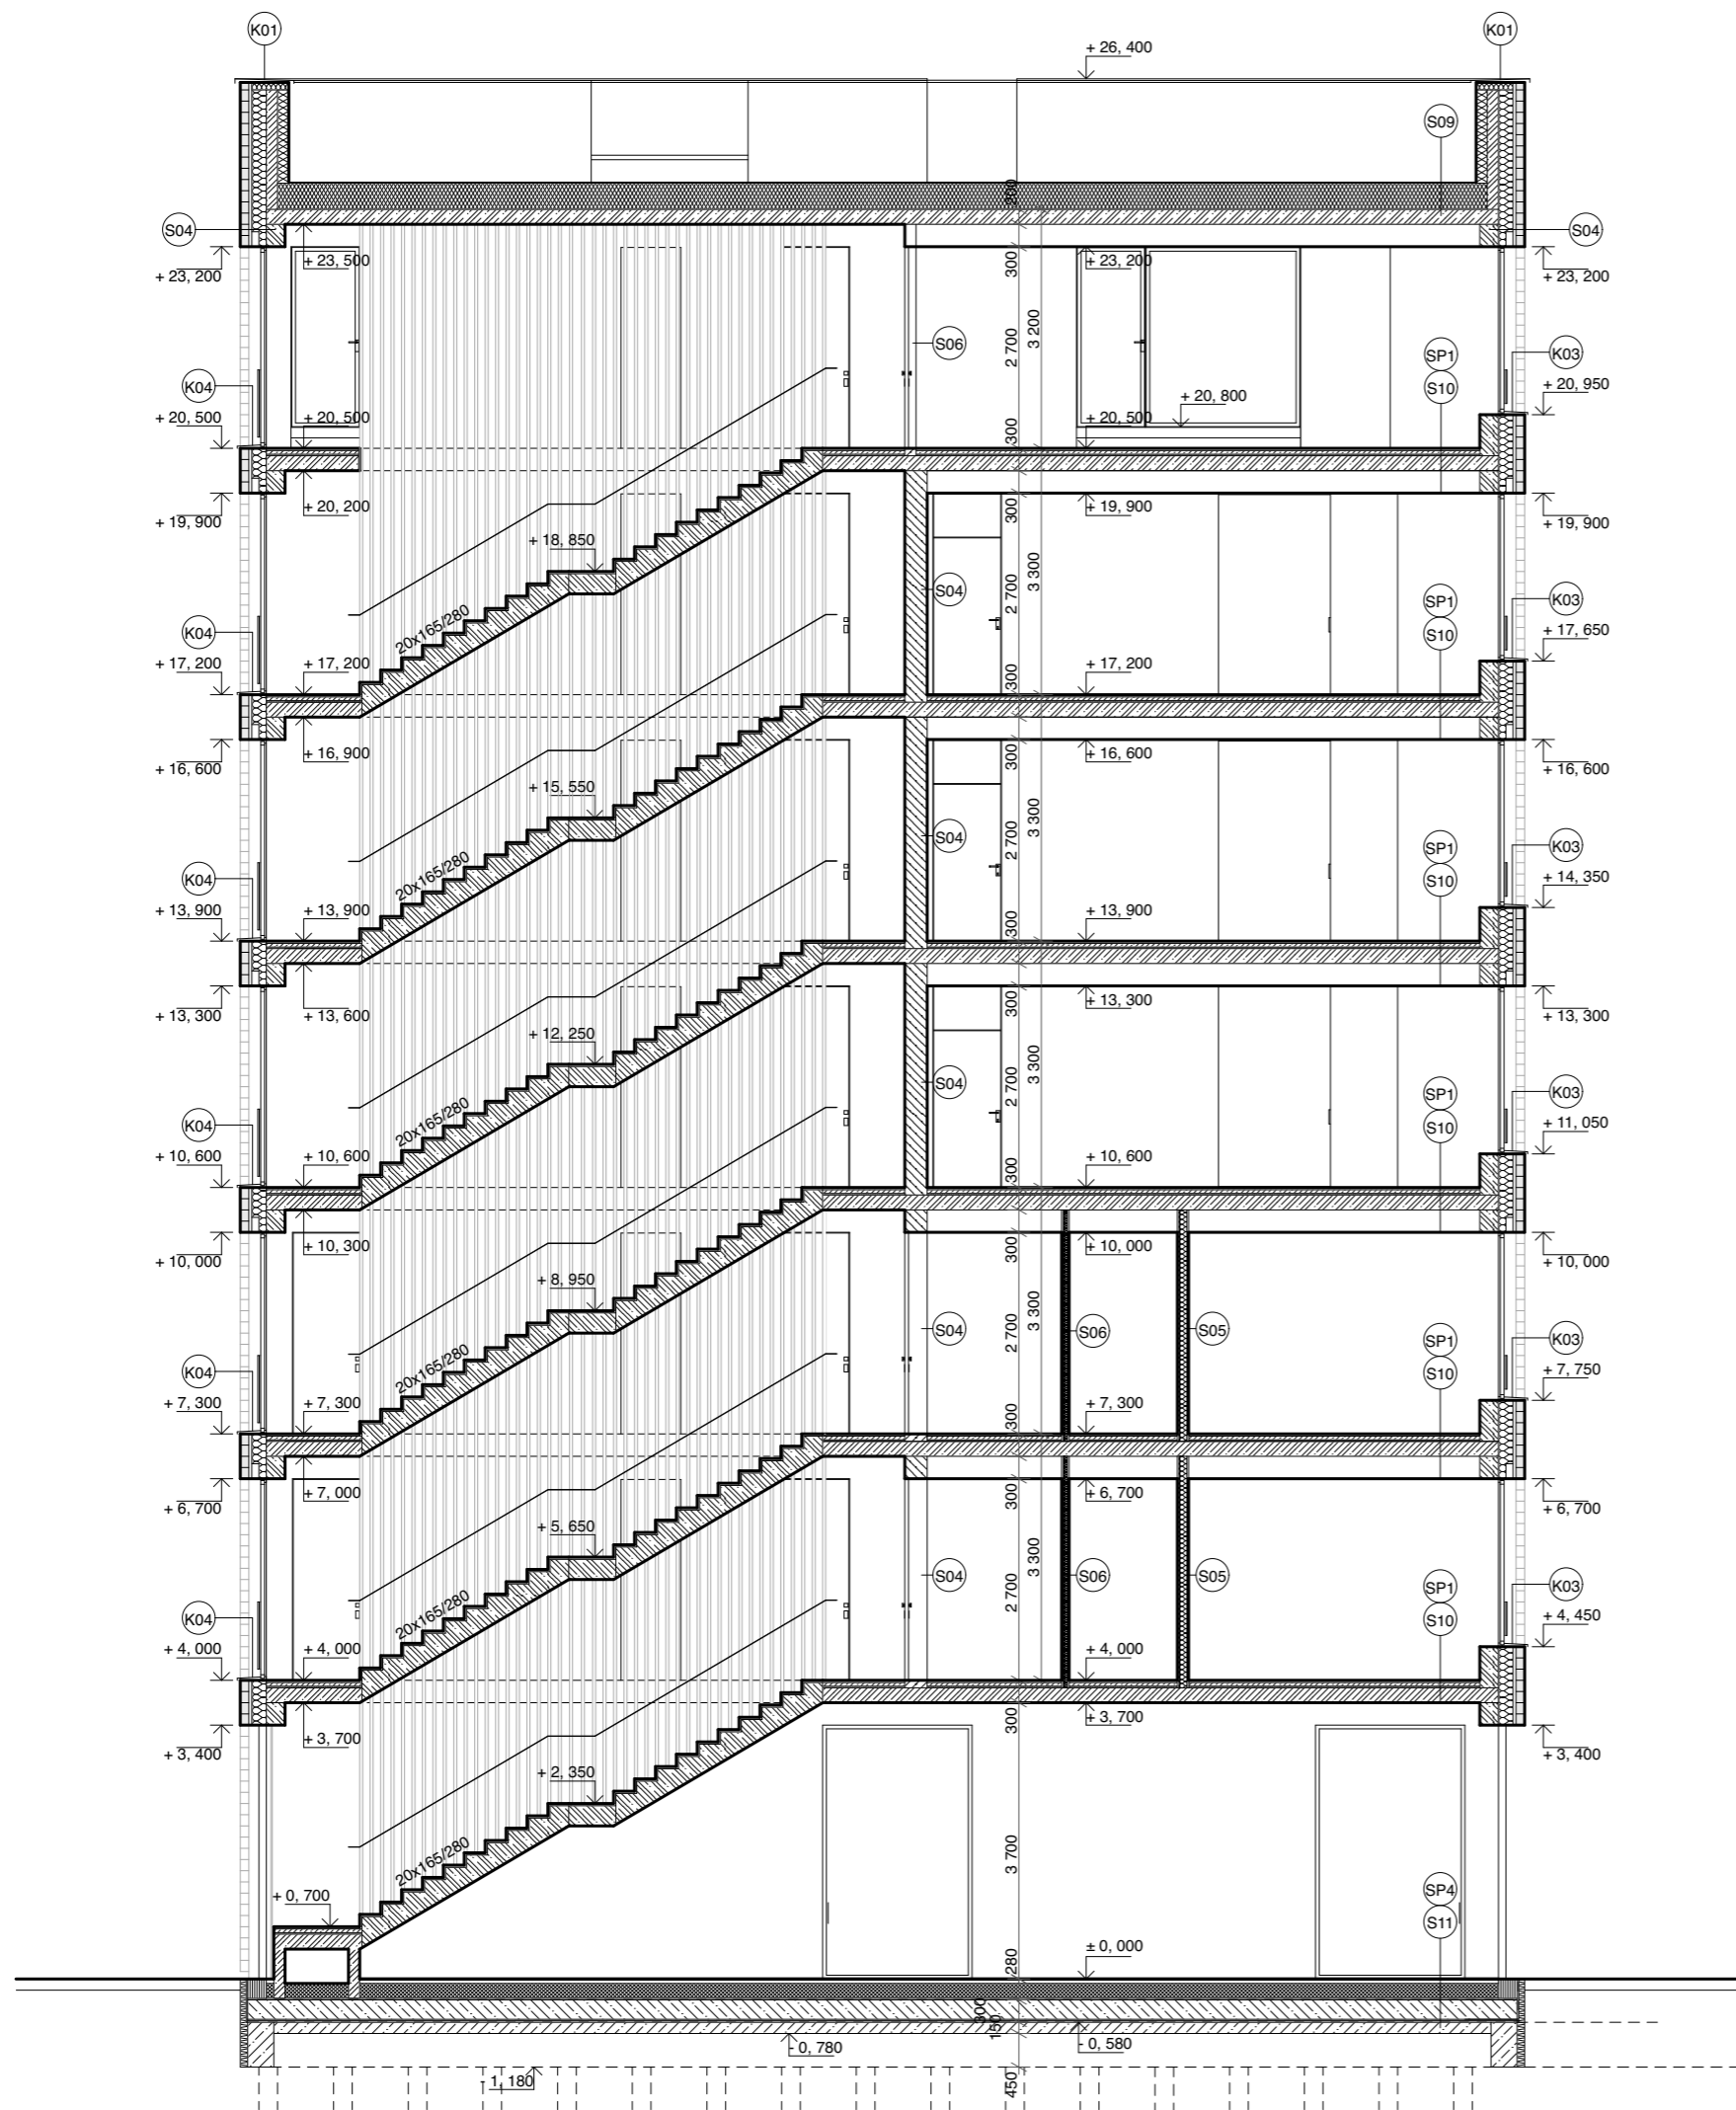 K01
K01
+ 26, 400
S09
200
S04
S04
+ 23, 200
+ 23, 500
300
+ 23, 200
+ 23, 200
3 200
2 700
S06
SP1
K03
K04
S10
+ 20, 950
+ 20, 800
+ 20, 500
+ 20, 500
300
+ 20, 500
+ 19, 900
+ 20, 200
300
+ 19, 900
+ 19, 900
+ 18, 850
3 300
2 700
S04
SP1
K03
20x165/280
K04
S10
+ 17, 650
+ 17, 200
+ 17, 200
300
+ 17, 200
+ 16, 600
+ 16, 900
300
+ 16, 600
+ 16, 600
+ 15, 550
3 300
2 700
S04
SP1
K03
20x165/280
K04
S10
+ 14, 350
+ 13, 900
+ 13, 900
300
+ 13, 900
+ 13, 300
+ 13, 600
300
+ 13, 300
+ 13, 300
+ 12, 250
3 300
2 700
S04
SP1
K03
20x165/280
K04
S10
+ 11, 050
+ 10, 600
+ 10, 600
300
+ 10, 600
+ 10, 000
+ 10, 300
300
+ 10, 000
+ 10, 000
+ 8, 950
3 300
2 700
S04
S06
S05
SP1
K03
20x165/280
K04
S10
+ 7, 750
+ 7, 300
+ 7, 300
300
+ 7, 300
+ 6, 700
+ 7, 000
300
+ 6, 700
+ 6, 700
+ 5, 650
3 300
2 700
S04
S06
S05
SP1
K03
20x165/280
K04
S10
+ 4, 450
+ 4, 000
+ 4, 000
+ 4, 000
+ 3, 400
+ 3, 700
300
+ 3, 700
+ 3, 400
+ 2, 350
3 700
20x165/280
SP4
+ 0, 700
S11
± 0, 000
280
300
150
- 0, 780
- 0, 580
- 1, 180
450